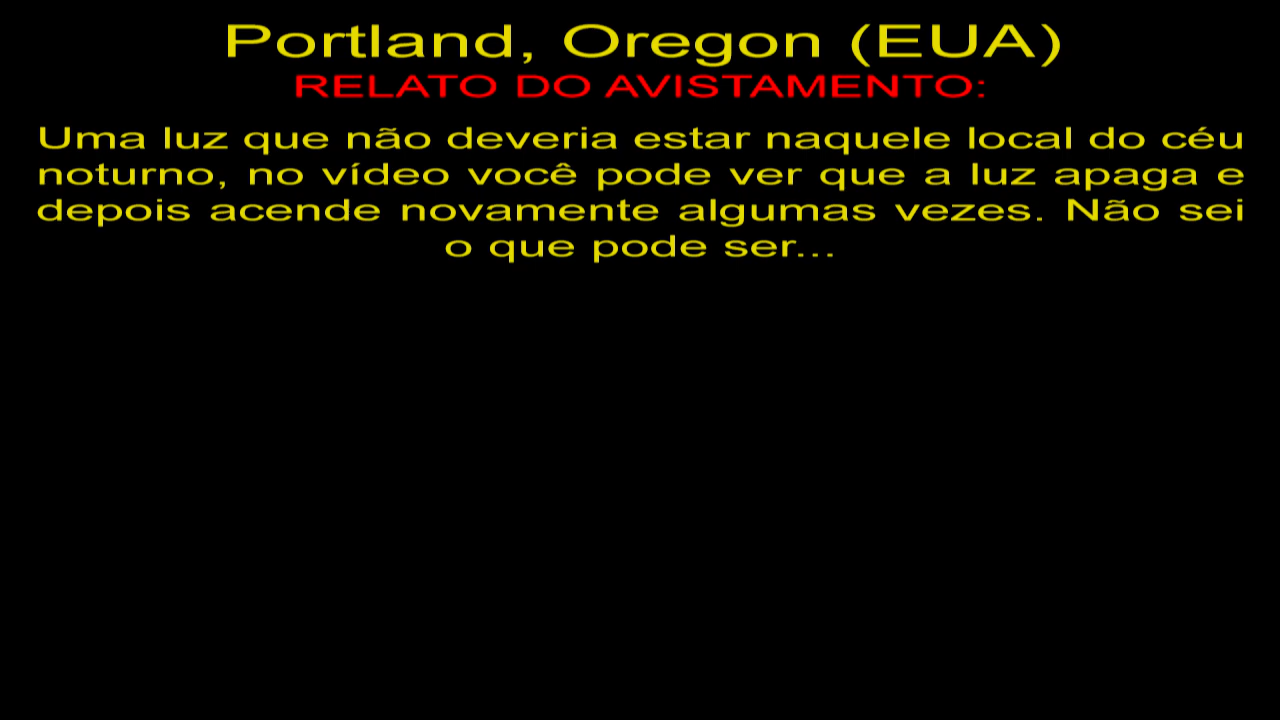 Portland, Oregon (EUA)
RELATO DO AVISTAMENTO:
Uma luz que não deveria estar naquele local do céu
noturno, no vídeo você pode ver que a luz apaga e
depois acende novamente algumas vezes. Não sei
o que pode ser...